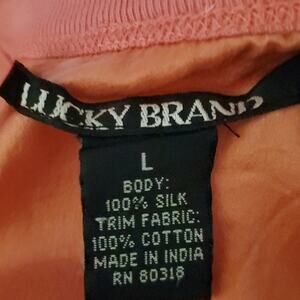 LUCKY BRAND
L
BODY:
100% SILK
TRIM FABRIC:
100% COTTON
MADE IN INDIA
RN 80318